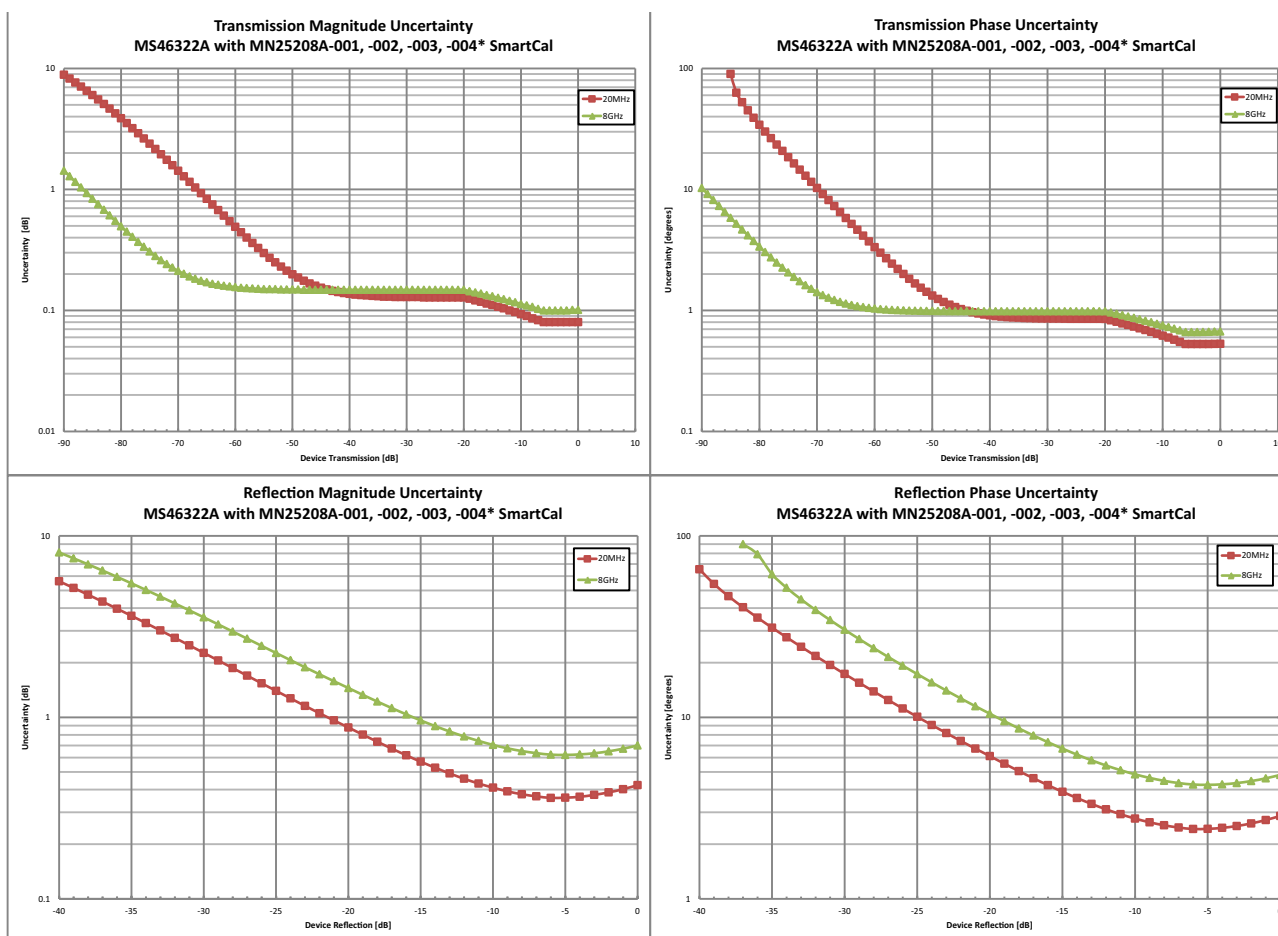 Transmission Magnitude Uncertainty
MS46322A with MN25208A-001, -002, -003, -004* SmartCal
10
1
0.1
0.01
Uncertainty [dB]
20MHz
8GHz
-90 -80 -70 -60 -50 -40 -30 -20 -10 0 10
Device Transmission [dB]
Transmission Phase Uncertainty
MS46322A with MN25208A-001, -002, -003, -004* SmartCal
100
10
1
0.1
Uncertainty [degrees]
20MHz
8GHz
-90 -80 -70 -60 -50 -40 -30 -20 -10 0 10
Device Transmission [dB]
Reflection Magnitude Uncertainty
MS46322A with MN25208A-001, -002, -003, -004* SmartCal
10
1
0.1
Uncertainty [dB]
20MHz
8GHz
-40 -35 -30 -25 -20 -15 -10 -5 0
Device Reflection [dB]
Reflection Phase Uncertainty
MS46322A with MN25208A-001, -002, -003, -004* SmartCal
100
10
1
Uncertainty [degrees]
20MHz
8GHz
-40 -35 -30 -25 -20 -15 -10 -5 0
Device Reflection [dB]